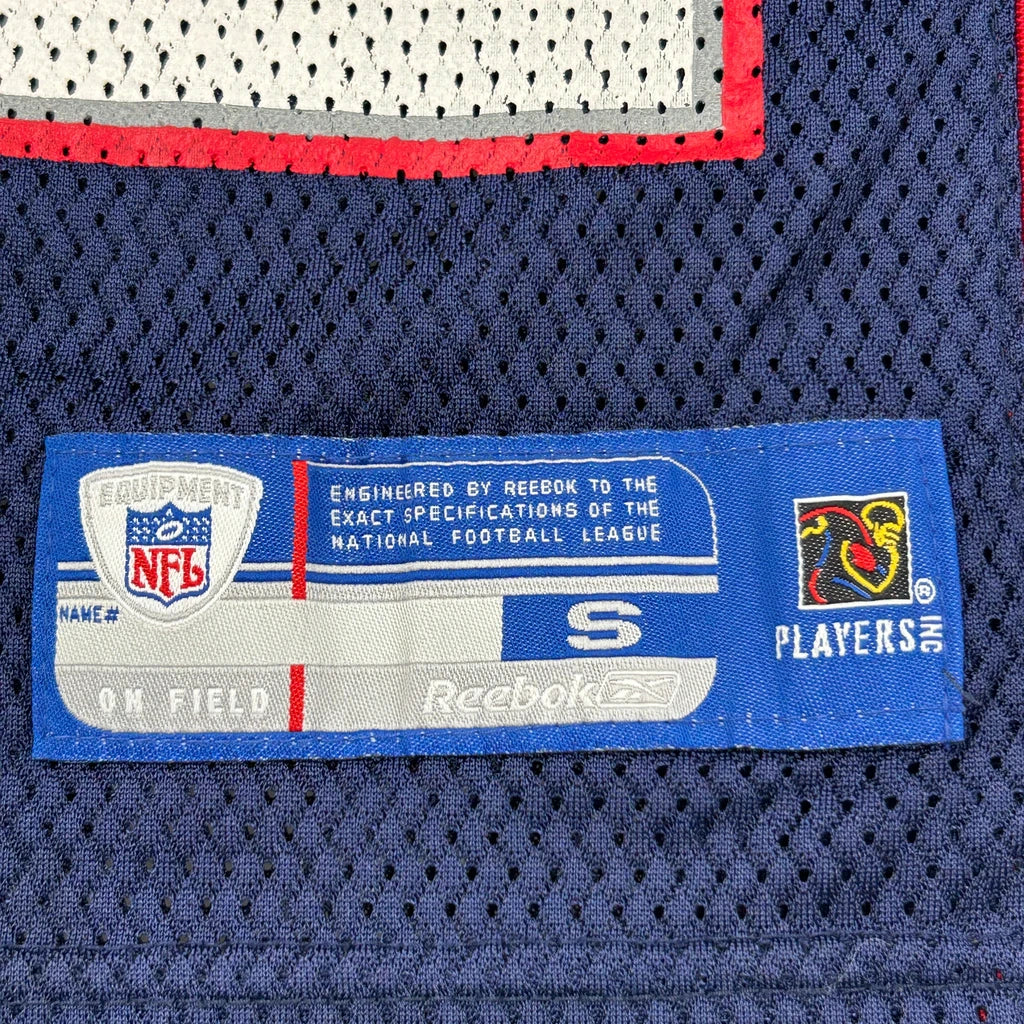 EQUIPMENT
NFL
ENGINEERED BY REEBOK TO THE
EXACT SPECIFICATIONS OF THE
NATIONAL FOOTBALL LEAGUE
NAME#
S
ON FIELD
Reebok
PLAYERS INC
®